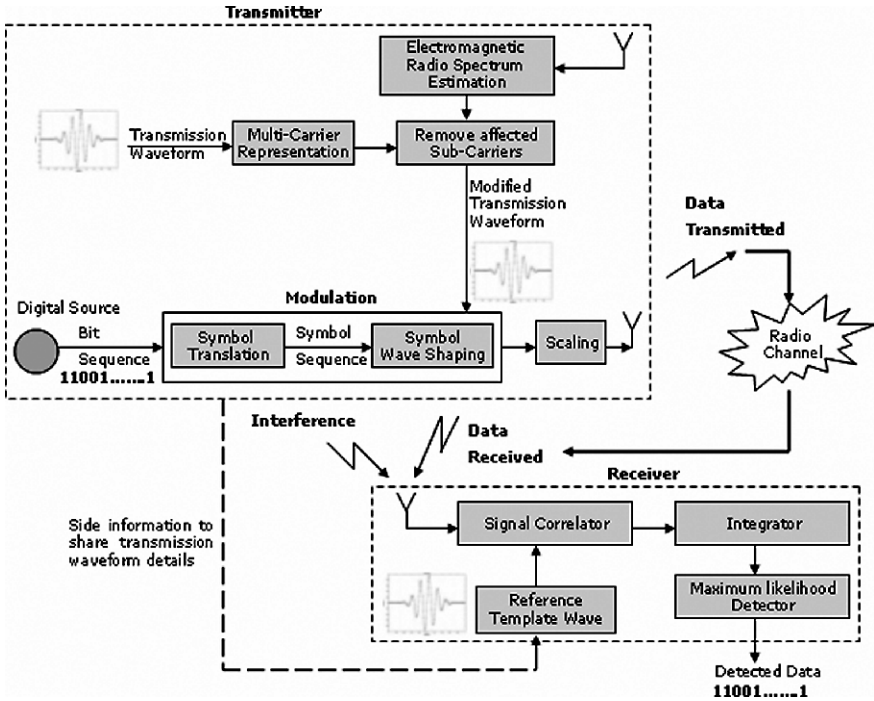 Transmitter
Electromagnetic
Radio Spectrum
Estimation
Transmission
Waveform
Multi-Carrier
Representation
Remove affected
Sub-Carriers
Modified
Transmission
Waveform
Data
Transmitted
Digital Source
Bit
Sequence
11001.......1
Modulation
Symbol
Translation
Symbol
Sequence
Symbol
Wave Shaping
Scaling
Radio
Channel
Interference
Data
Received
Receiver
Side information to
share transmission
waveform details
Signal Correlator
Integrator
Reference
Template Wave
Maximum likelihood
Detector
Detected Data
11001.......1